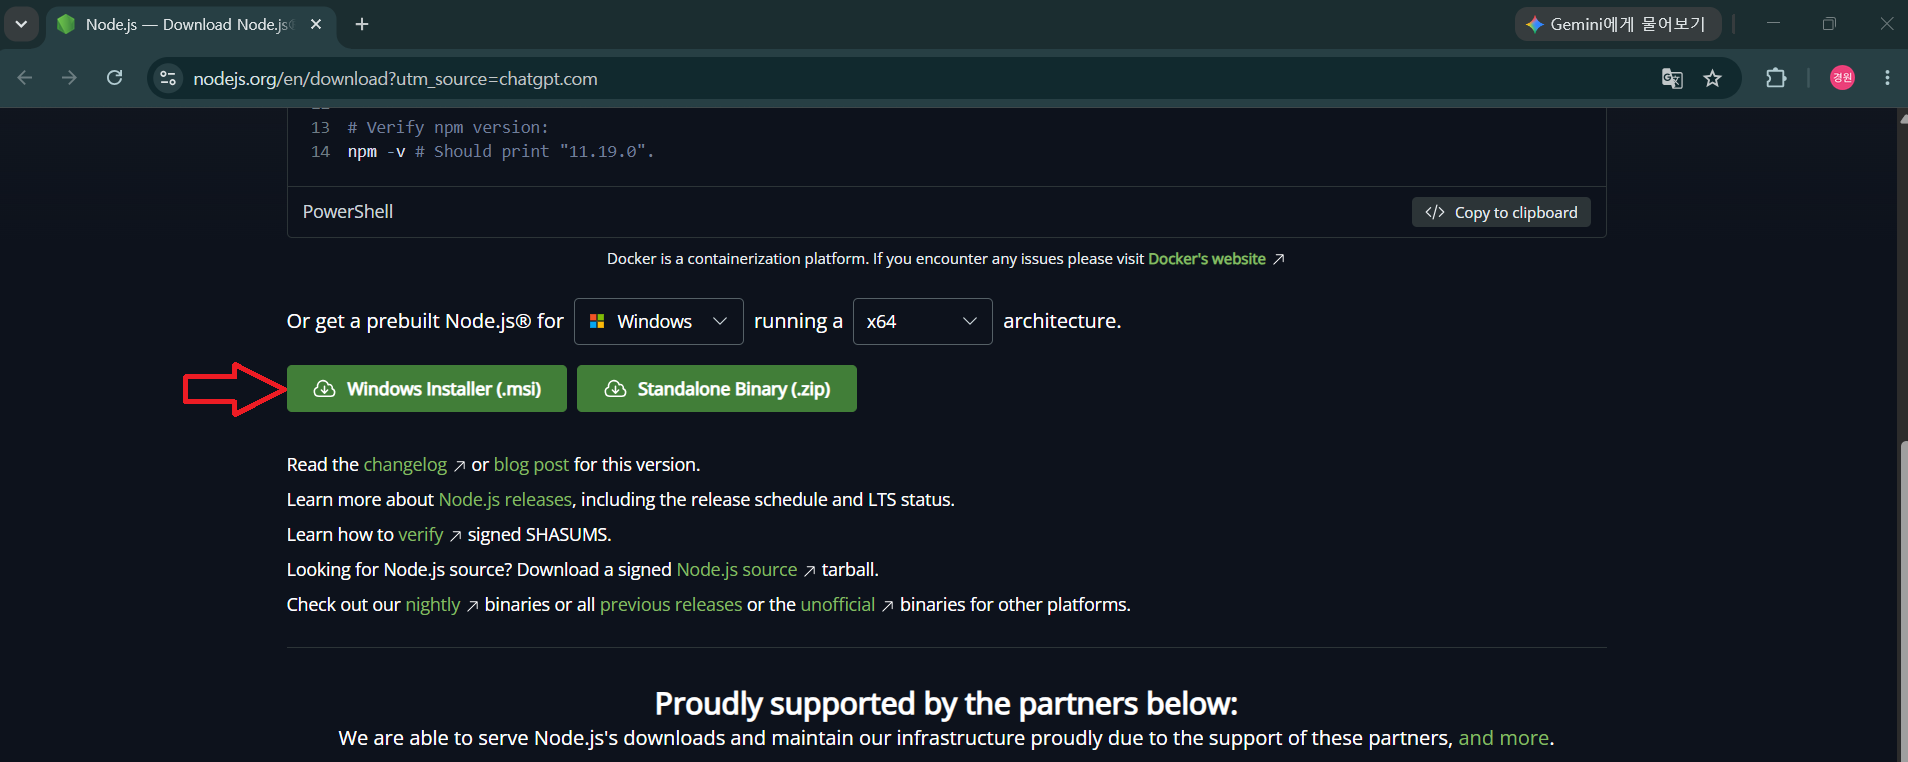 Node.js — Download Node.js®
Gemini에게 물어보기
nodejs.org/en/download?utm_source=chatgpt.com
경원
13 # Verify npm version:
14 npm -v # Should print "11.19.0".
PowerShell
Copy to clipboard
Docker is a containerization platform. If you encounter any issues please visit Docker's website
Or get a prebuilt Node.js® for Windows running a x64 architecture.
Windows Installer (.msi) Standalone Binary (.zip)
Read the changelog or blog post for this version.
Learn more about Node.js releases, including the release schedule and LTS status.
Learn how to verify signed SHASUMS.
Looking for Node.js source? Download a signed Node.js source tarball.
Check out our nightly binaries or all previous releases or the unofficial binaries for other platforms.
Proudly supported by the partners below:
We are able to serve Node.js's downloads and maintain our infrastructure proudly due to the support of these partners, and more.